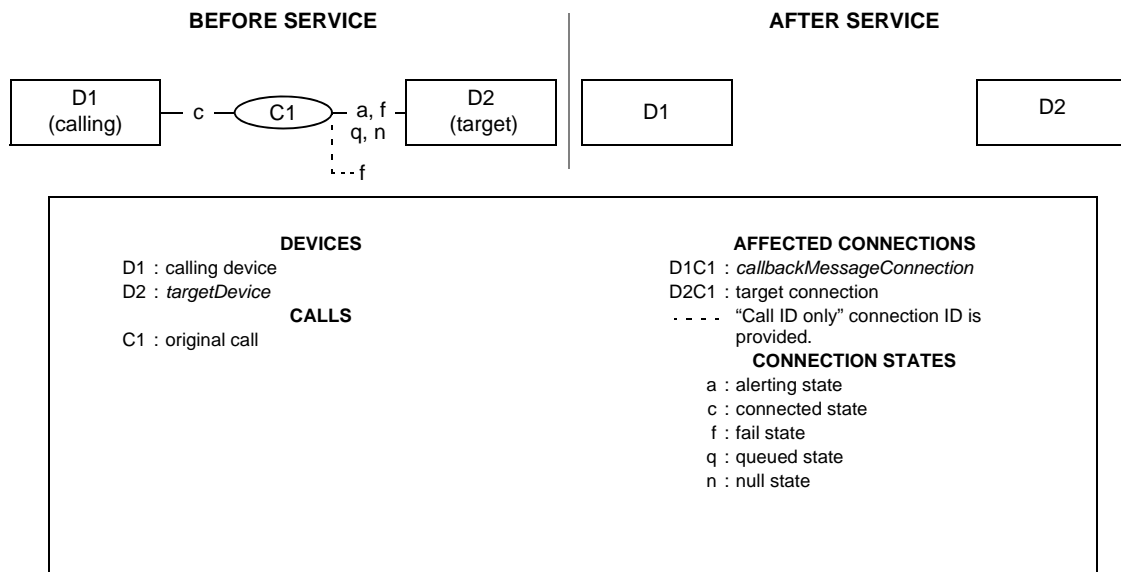 BEFORE SERVICE
AFTER SERVICE
D1
(calling)
c
C1
a, f
q, n
f
D2
(target)
D1
D2
DEVICES
D1 : calling device
D2 : targetDevice
CALLS
C1 : original call
AFFECTED CONNECTIONS
D1C1 : callbackMessageConnection
D2C1 : target connection
- - - - “Call ID only” connection ID is
provided.
CONNECTION STATES
a : alerting state
c : connected state
f : fail state
q : queued state
n : null state